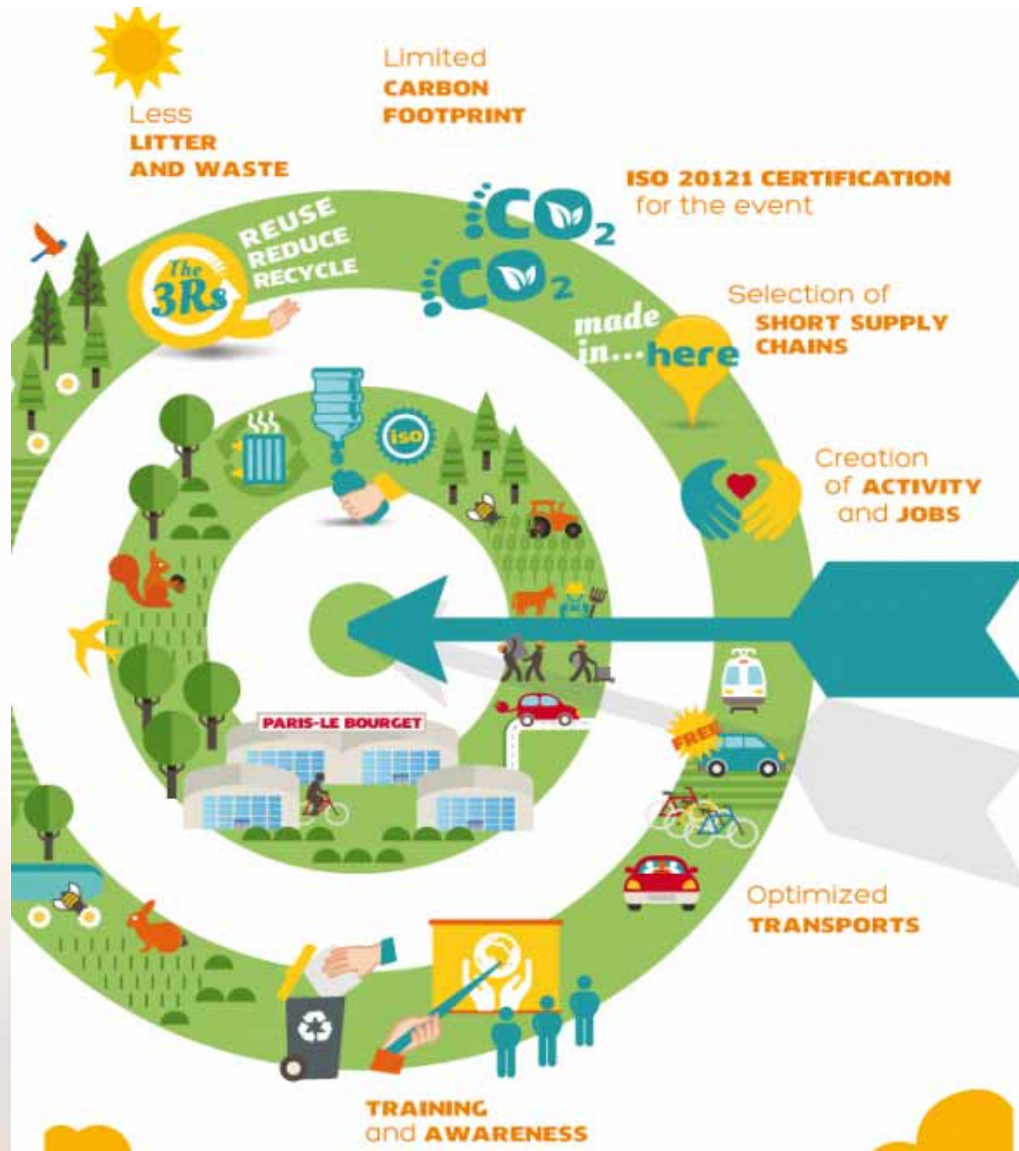 Limited
CARBON
FOOTPRINT
Less
LITTER
AND WASTE
ISO 20121 CERTIFICATION
for the event
REUSE
REDUCE
RECYCLE
The
3Rs
CO2
CO2
Selection of
SHORT SUPPLY
CHAINS
made
in...here
iso
Creation
of ACTIVITY
and JOBS
PARIS-LE BOURGET
FREE
Optimized
TRANSPORTS
TRAINING
and AWARENESS